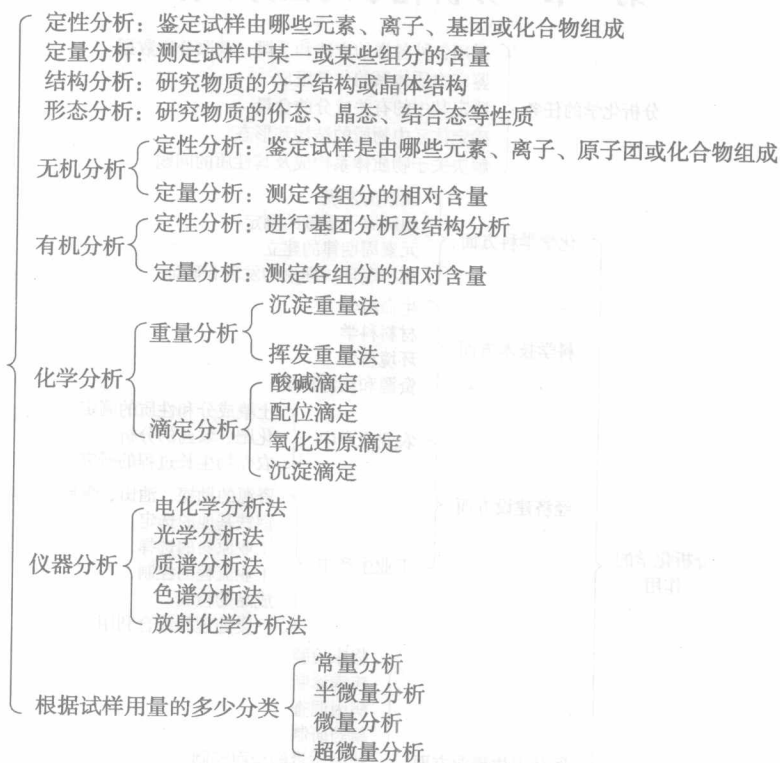 定性分析：鉴定试样由哪些元素、离子、基团或化合物组成
定量分析：测定试样中某一或某些组分的含量
结构分析：研究物质的分子结构或晶体结构
形态分析：研究物质的价态、晶态、结合态等性质
无机分析
定性分析：鉴定试样是由哪些元素、离子、原子团或化合物组成
定量分析：测定各组分的相对含量
有机分析
定性分析：进行基团分析及结构分析
定量分析：测定各组分的相对含量
化学分析
重量分析
沉淀重量法
挥发重量法
滴定分析
酸碱滴定
配位滴定
氧化还原滴定
沉淀滴定
仪器分析
电化学分析法
光学分析法
质谱分析法
色谱分析法
放射化学分析法
根据试样用量的多少分类
常量分析
半微量分析
微量分析
超微量分析